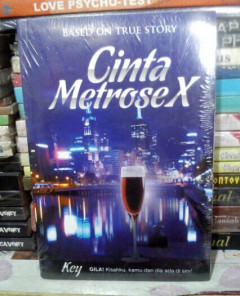 LOVE PSYCHO-TEST
BASED ON TRUE STORY
Cinta
MetroseX
Key
GILA! Kisahku, kamu dan dia ada di sini!